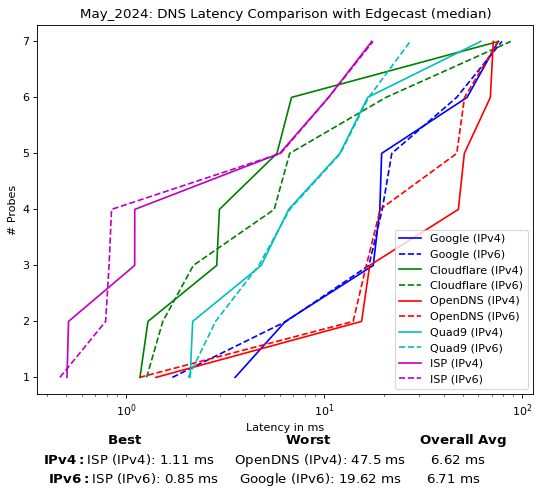 May_2024: DNS Latency Comparison with Edgecast (median)
7
6
5
4
3
2
1
# Probes
Google (IPv4)
Google (IPv6)
Cloudflare (IPv4)
Cloudflare (IPv6)
OpenDNS (IPv4)
OpenDNS (IPv6)
Quad9 (IPv4)
Quad9 (IPv6)
ISP (IPv4)
ISP (IPv6)
10⁰ 10¹ 10²
Latency in ms
Best Worst Overall Avg
IPv4: ISP (IPv4): 1.11 ms OpenDNS (IPv4): 47.5 ms 6.62 ms
IPv6: ISP (IPv6): 0.85 ms Google (IPv6): 19.62 ms 6.71 ms